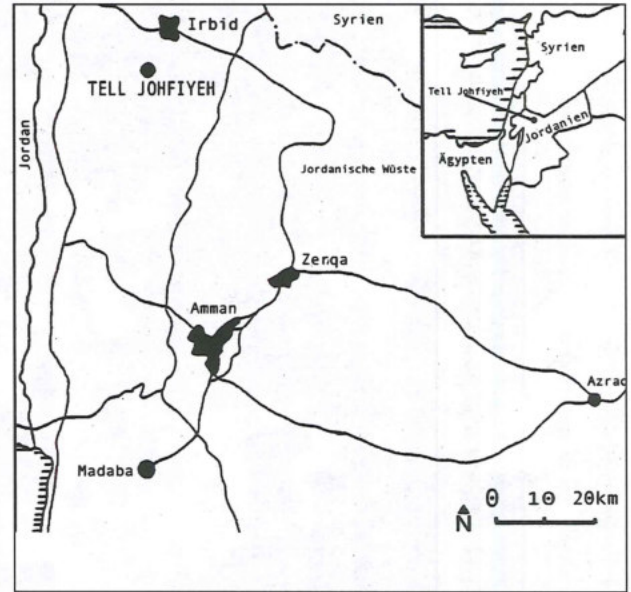 Irbid
Syrien
TELL JOHFIYEH
Jordan
Jordanische Wüste
Zerqa
Amman
Azraq
Madaba
N
0 10 20km
Syrien
Tell Johfiyeh
Jordanien
Ägypten